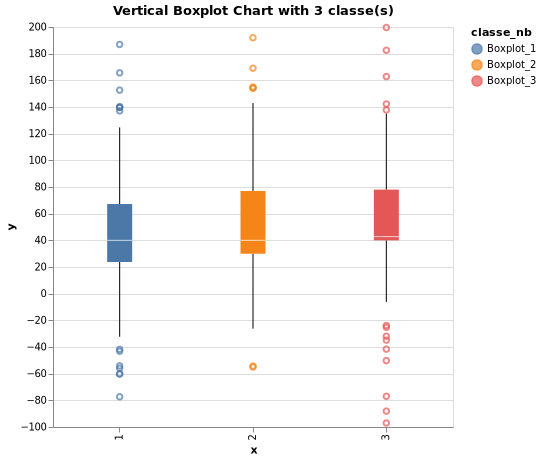 Vertical Boxplot Chart with 3 classe(s)
200
180
160
140
120
100
80
60
40
20
0
−20
−40
−60
−80
−100
y
1
2
3
x
classe_nb
Boxplot_1
Boxplot_2
Boxplot_3